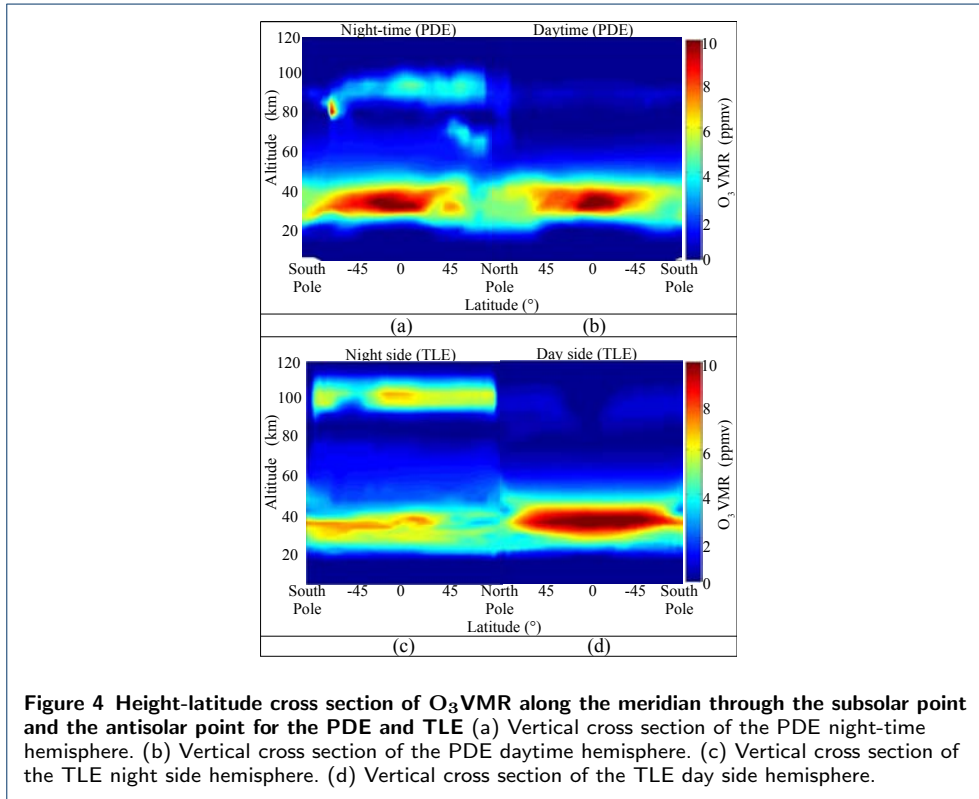 Night-time (PDE) Daytime (PDE)
120
100
80
60
40
20
Altitude (km)
10
8
6
4
2
0
O₃ VMR (ppmv)
South Pole -45 0 45 North Pole 45 0 -45 South Pole
Latitude (°)
(a) (b)
Night side (TLE) Day side (TLE)
120
100
80
60
40
20
Altitude (km)
10
8
6
4
2
0
O₃ VMR (ppmv)
South Pole -45 0 45 North Pole 45 0 -45 South Pole
Latitude (°)
(c) (d)
Figure 4 Height-latitude cross section of O₃VMR along the meridian through the subsolar point
and the antisolar point for the PDE and TLE (a) Vertical cross section of the PDE night-time
hemisphere. (b) Vertical cross section of the PDE daytime hemisphere. (c) Vertical cross section of
the TLE night side hemisphere. (d) Vertical cross section of the TLE day side hemisphere.